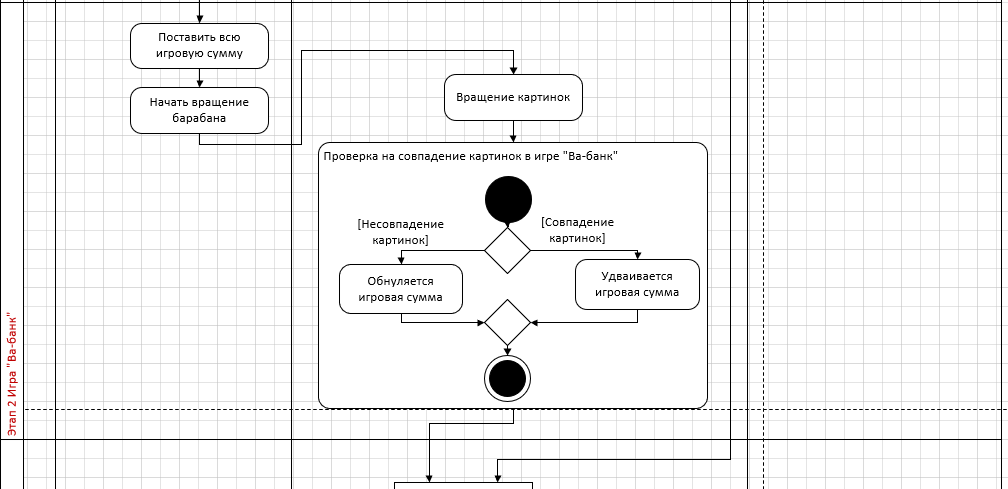 Поставить всю
игровую сумму
Начать вращение
барабана
Вращение картинок
Проверка на совпадение картинок в игре "Ва-банк"
[Несовпадение
картинок]
[Совпадение
картинок]
Обнуляется
игровая сумма
Удваивается
игровая сумма
Этап 2 Игра "Ва-банк"